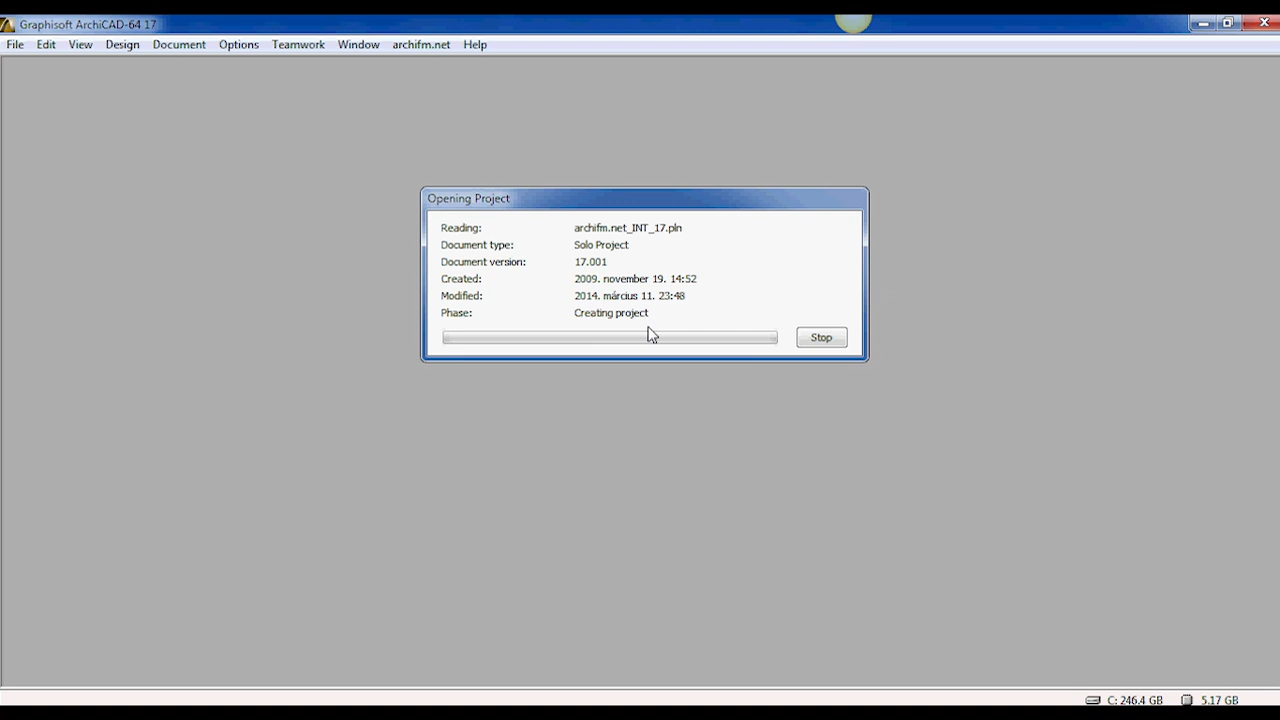 Graphisoft ArchiCAD-64 17
File Edit View Design Document Options Teamwork Window archifm.net Help
Opening Project
Reading: archifm.net_INT_17.pln
Document type: Solo Project
Document version: 17.001
Created: 2009. november 19. 14:52
Modified: 2014. március 11. 23:48
Phase: Creating project
Stop
C: 246.4 GB 5.17 GB